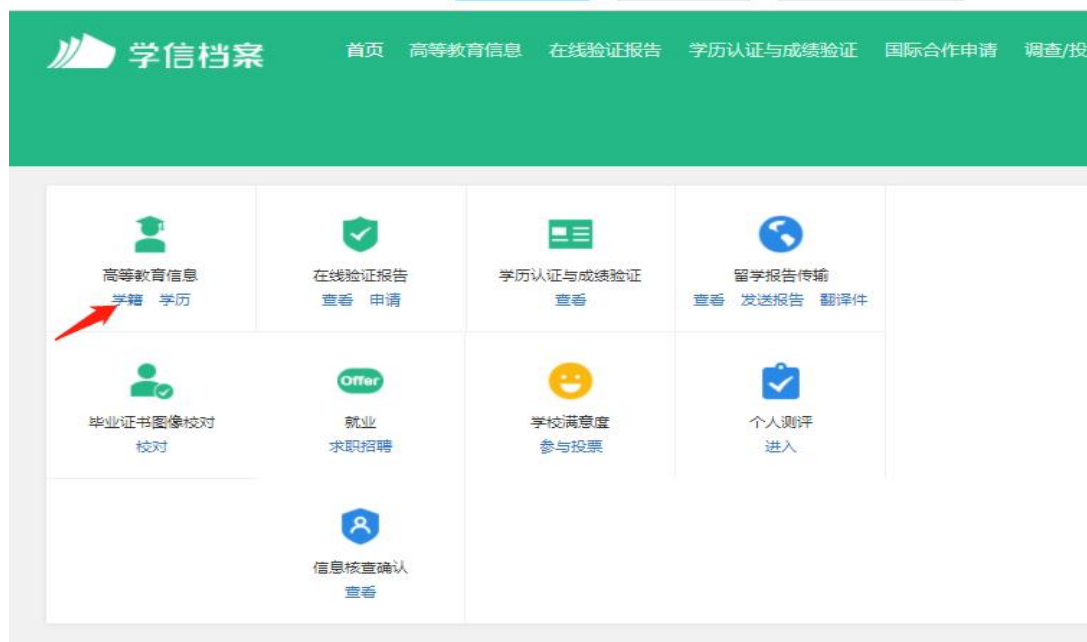 学信档案
首页 高等教育信息 在线验证报告 学历认证与成绩验证 国际合作申请 调查/投
高等教育信息 在线验证报告 学历认证与成绩验证 留学报告传输
学籍 学历 查看 申请 查看 查看 发送报告 翻译件
Offer
毕业证书图像校对 就业 学校满意度 个人测评
校对 求职招聘 参与投票 进入
信息核查确认
查看